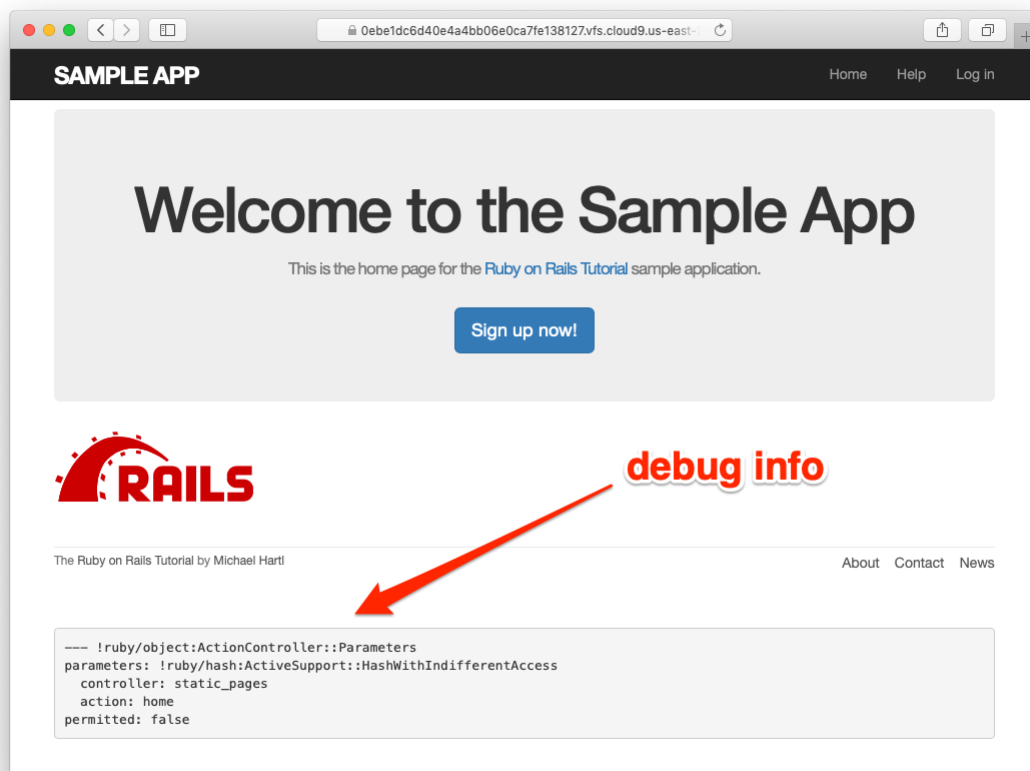 0ebe1dc6d40e4a4bb06e0ca7fe138127.vfs.cloud9.us-east-
SAMPLE APP
Home Help Log in
Welcome to the Sample App
This is the home page for the Ruby on Rails Tutorial sample application.
Sign up now!
RAILS
debug info
The Ruby on Rails Tutorial by Michael Hartl
About Contact News
--- !ruby/object:ActionController::Parameters
parameters: !ruby/hash:ActiveSupport::HashWithIndifferentAccess
  controller: static_pages
  action: home
permitted: false